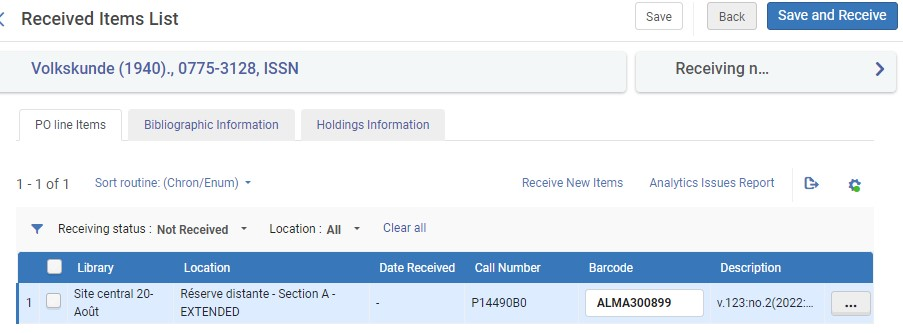 Received Items List
Save
Back
Save and Receive
Volkskunde (1940)., 0775-3128, ISSN
Receiving n...
PO line Items
Bibliographic Information
Holdings Information
1 - 1 of 1
Sort routine: (Chron/Enum)
Receive New Items
Analytics Issues Report
Receiving status : Not Received
Location : All
Clear all
Library
Location
Date Received
Call Number
Barcode
Description
1
Site central 20-
Août
Réserve distante - Section A -
EXTENDED
-
P14490B0
ALMA300899
v.123:no.2(2022:...
...